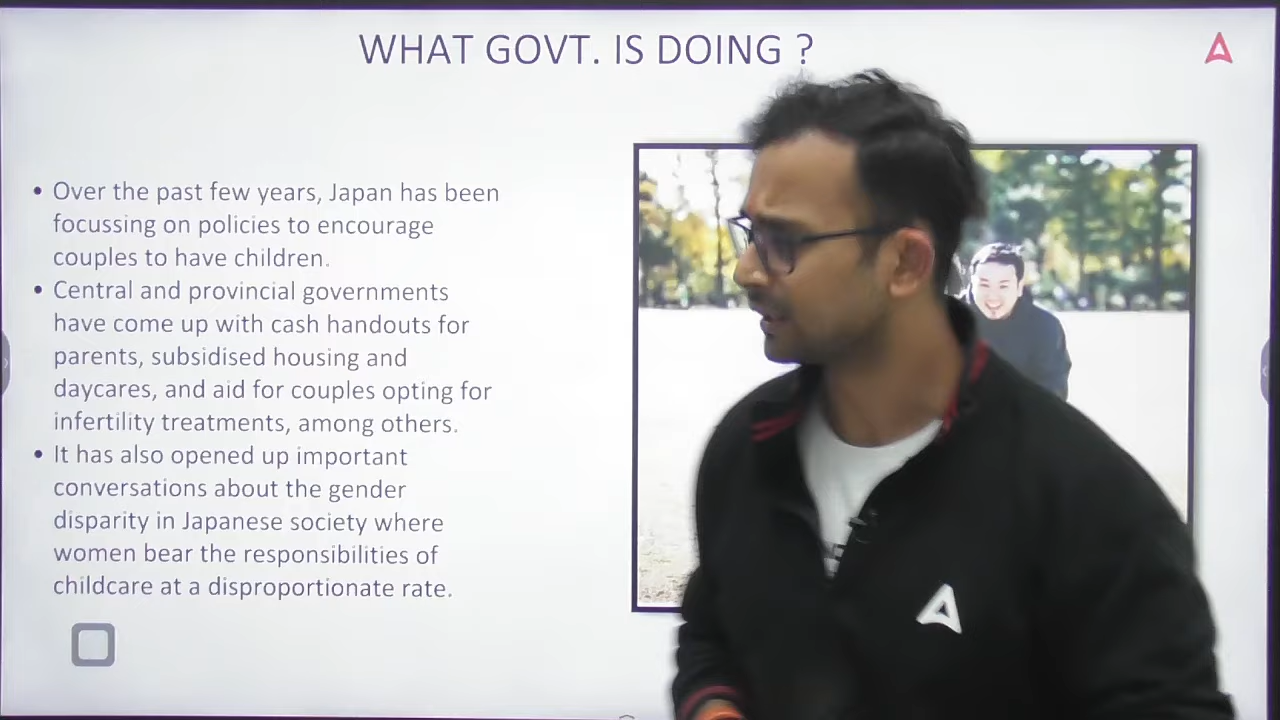 WHAT GOVT. IS DOING ?
• Over the past few years, Japan has been
focussing on policies to encourage
couples to have children.
• Central and provincial governments
have come up with cash handouts for
parents, subsidised housing and
daycares, and aid for couples opting for
infertility treatments, among others.
• It has also opened up important
conversations about the gender
disparity in Japanese society where
women bear the responsibilities of
childcare at a disproportionate rate.